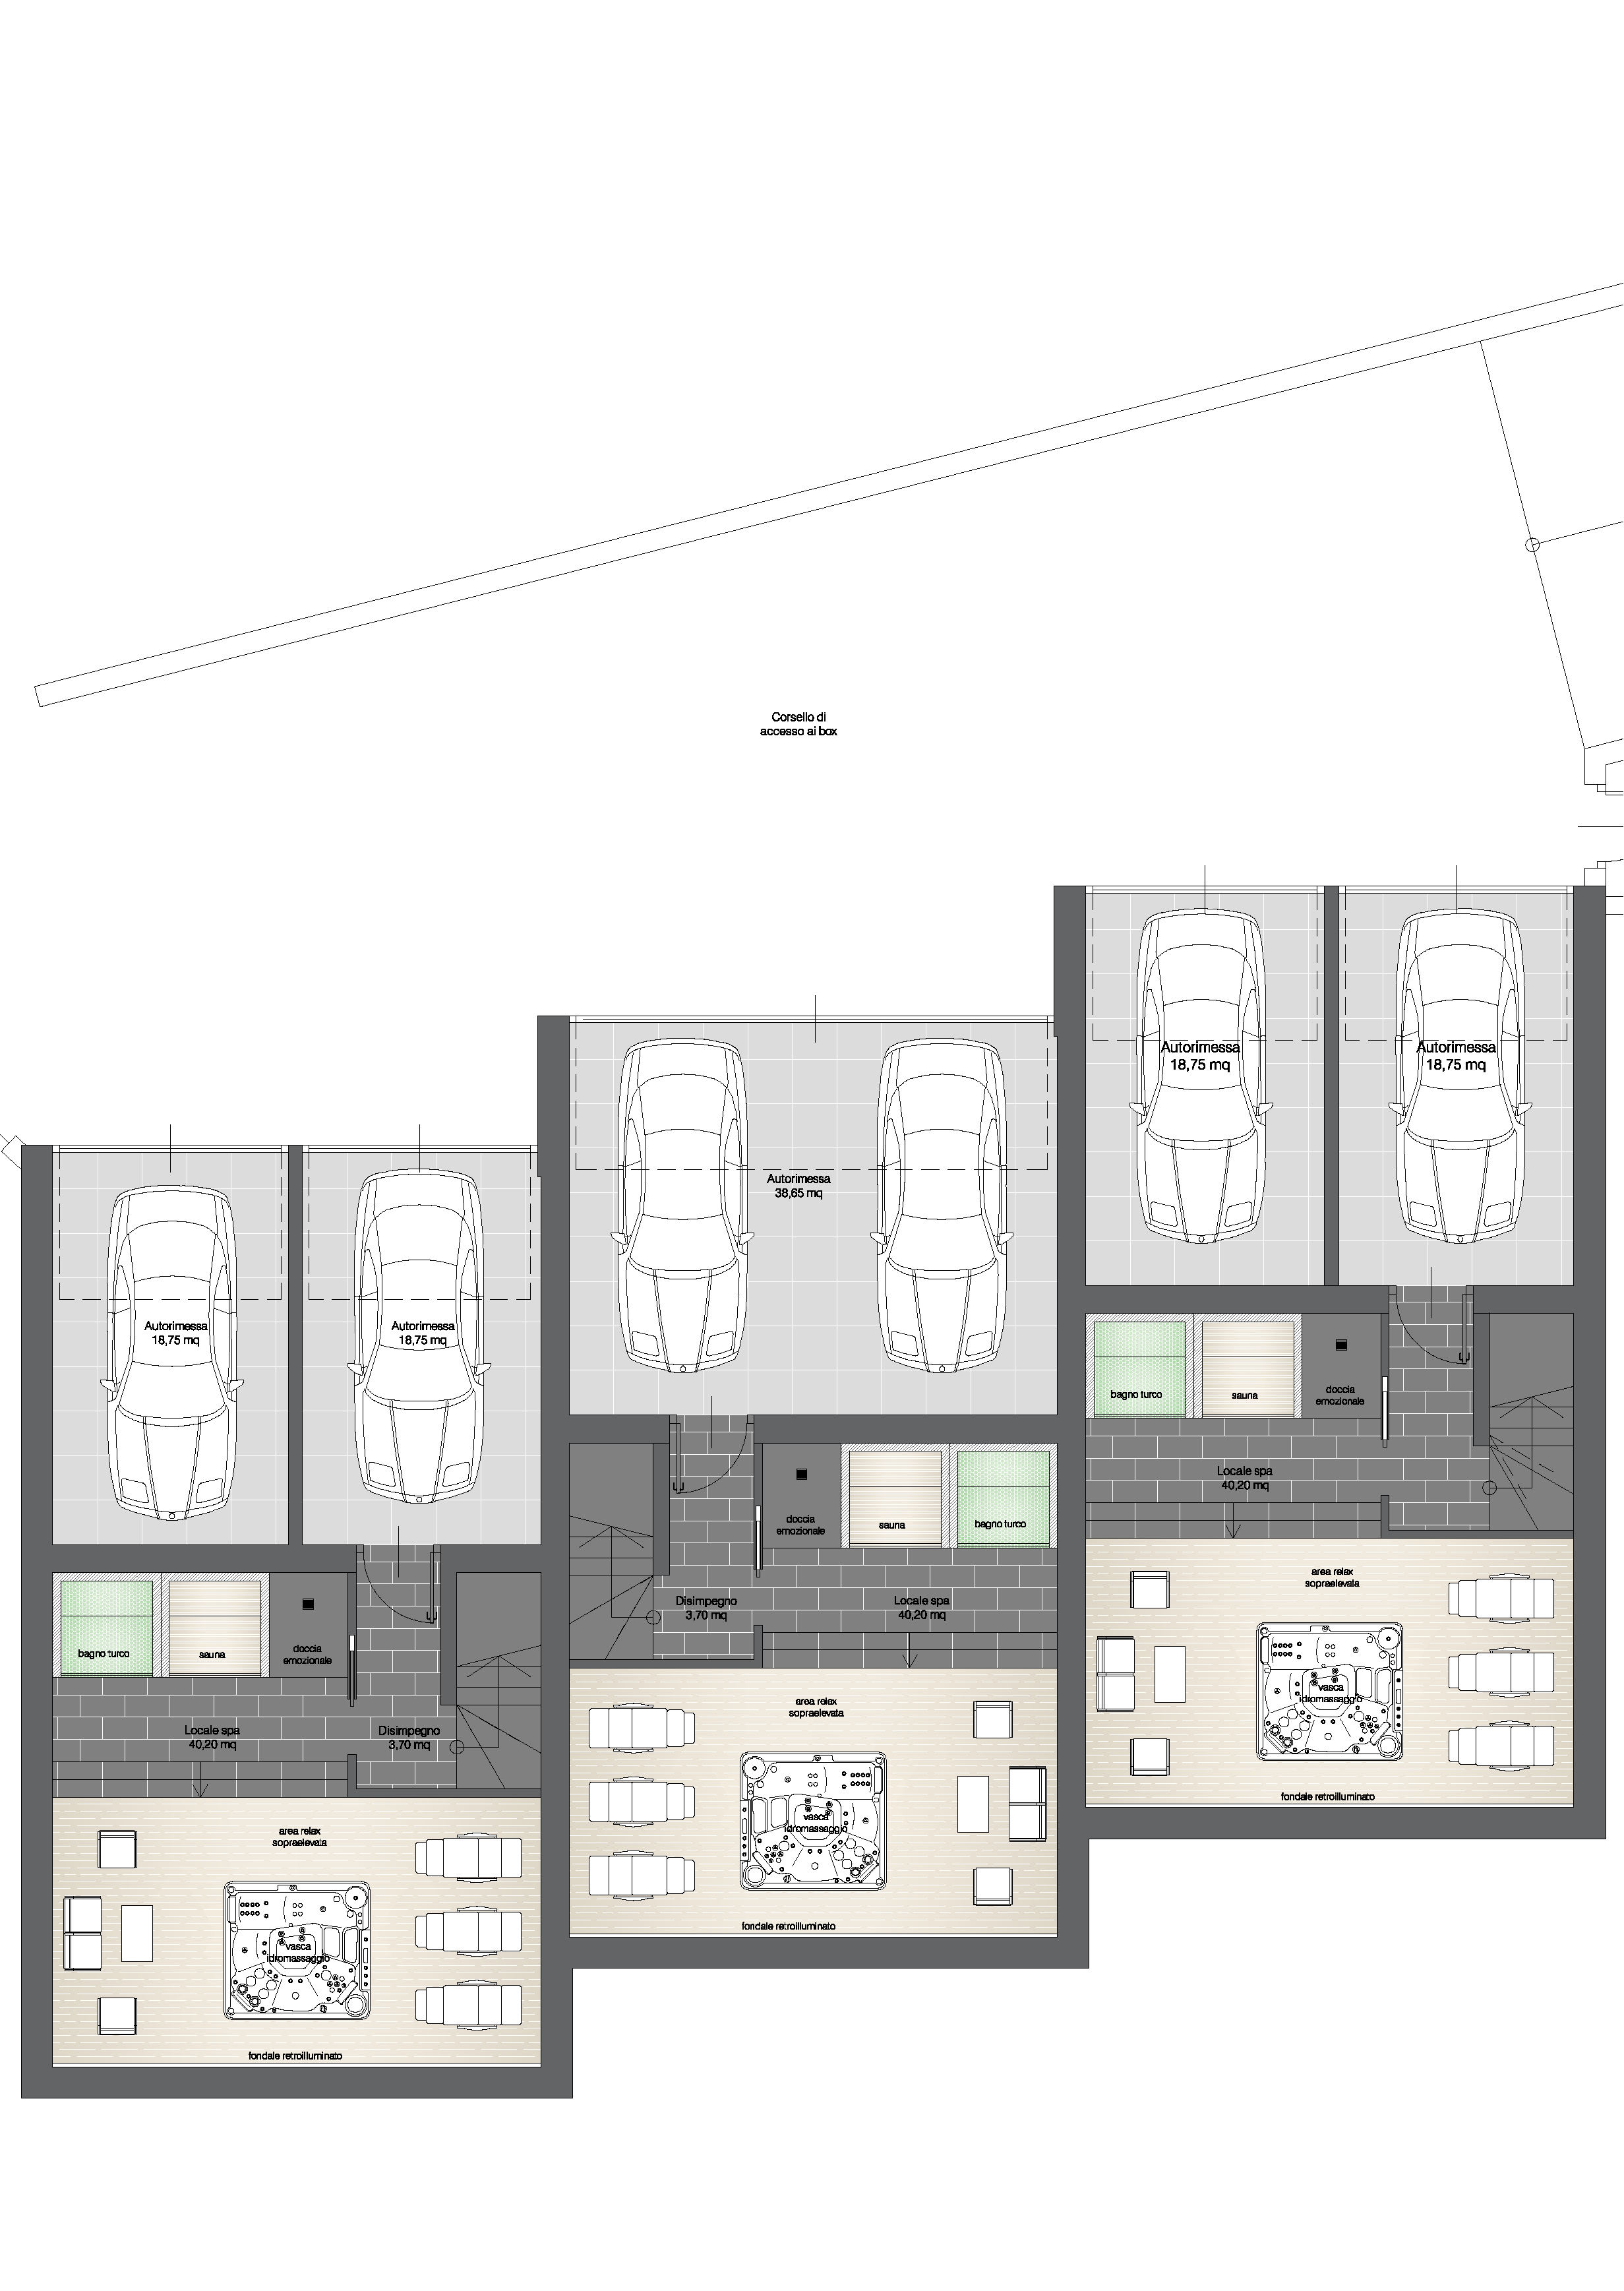 Corsello di
accesso ai box
Autorimessa
18,75 mq
Autorimessa
18,75 mq
Autorimessa
38,65 mq
Autorimessa
18,75 mq
Autorimessa
18,75 mq
bagno turco
sauna
doccia
emozionale
Locale spa
40,20 mq
area relax
sopraelevata
vasca
idromassaggio
fondale retroilluminato
doccia
emozionale
sauna
bagno turco
Disimpegno
3,70 mq
Locale spa
40,20 mq
area relax
sopraelevata
vasca
idromassaggio
fondale retroilluminato
bagno turco
sauna
doccia
emozionale
Locale spa
40,20 mq
Disimpegno
3,70 mq
area relax
sopraelevata
vasca
idromassaggio
fondale retroilluminato